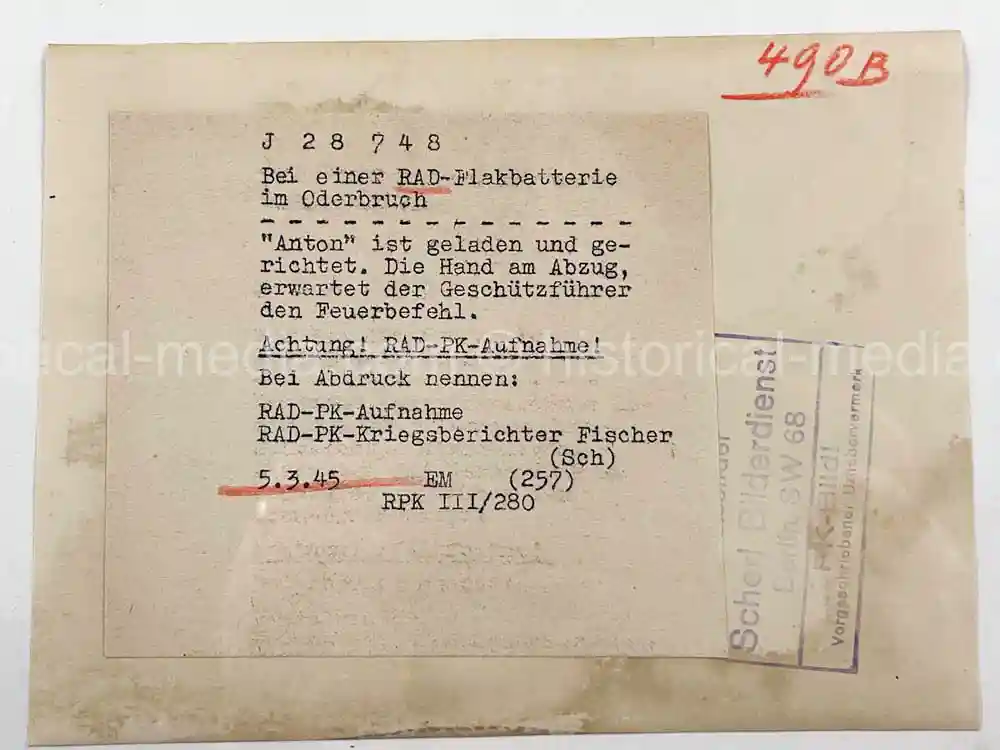 490B
J 28 748
Bei einer RAD-Flakbatterie
im Oderbruch
- - - - - - - - - - - - - -
"Anton" ist geladen und ge-
richtet. Die Hand am Abzug,
erwartet der Geschützführer
den Feuerbefehl.
Achtung! RAD-PK-Aufnahme!
Bei Abdruck nennen:
RAD-PK-Aufnahme
RAD-PK-Kriegsberichter Fischer
(Sch)
5.3.45 EM (257)
RPK III/280
Scherl Bilderdienst
Berlin SW 68
PK-Bild!
Vorgeschriebener Urhebervermerk
historical-media